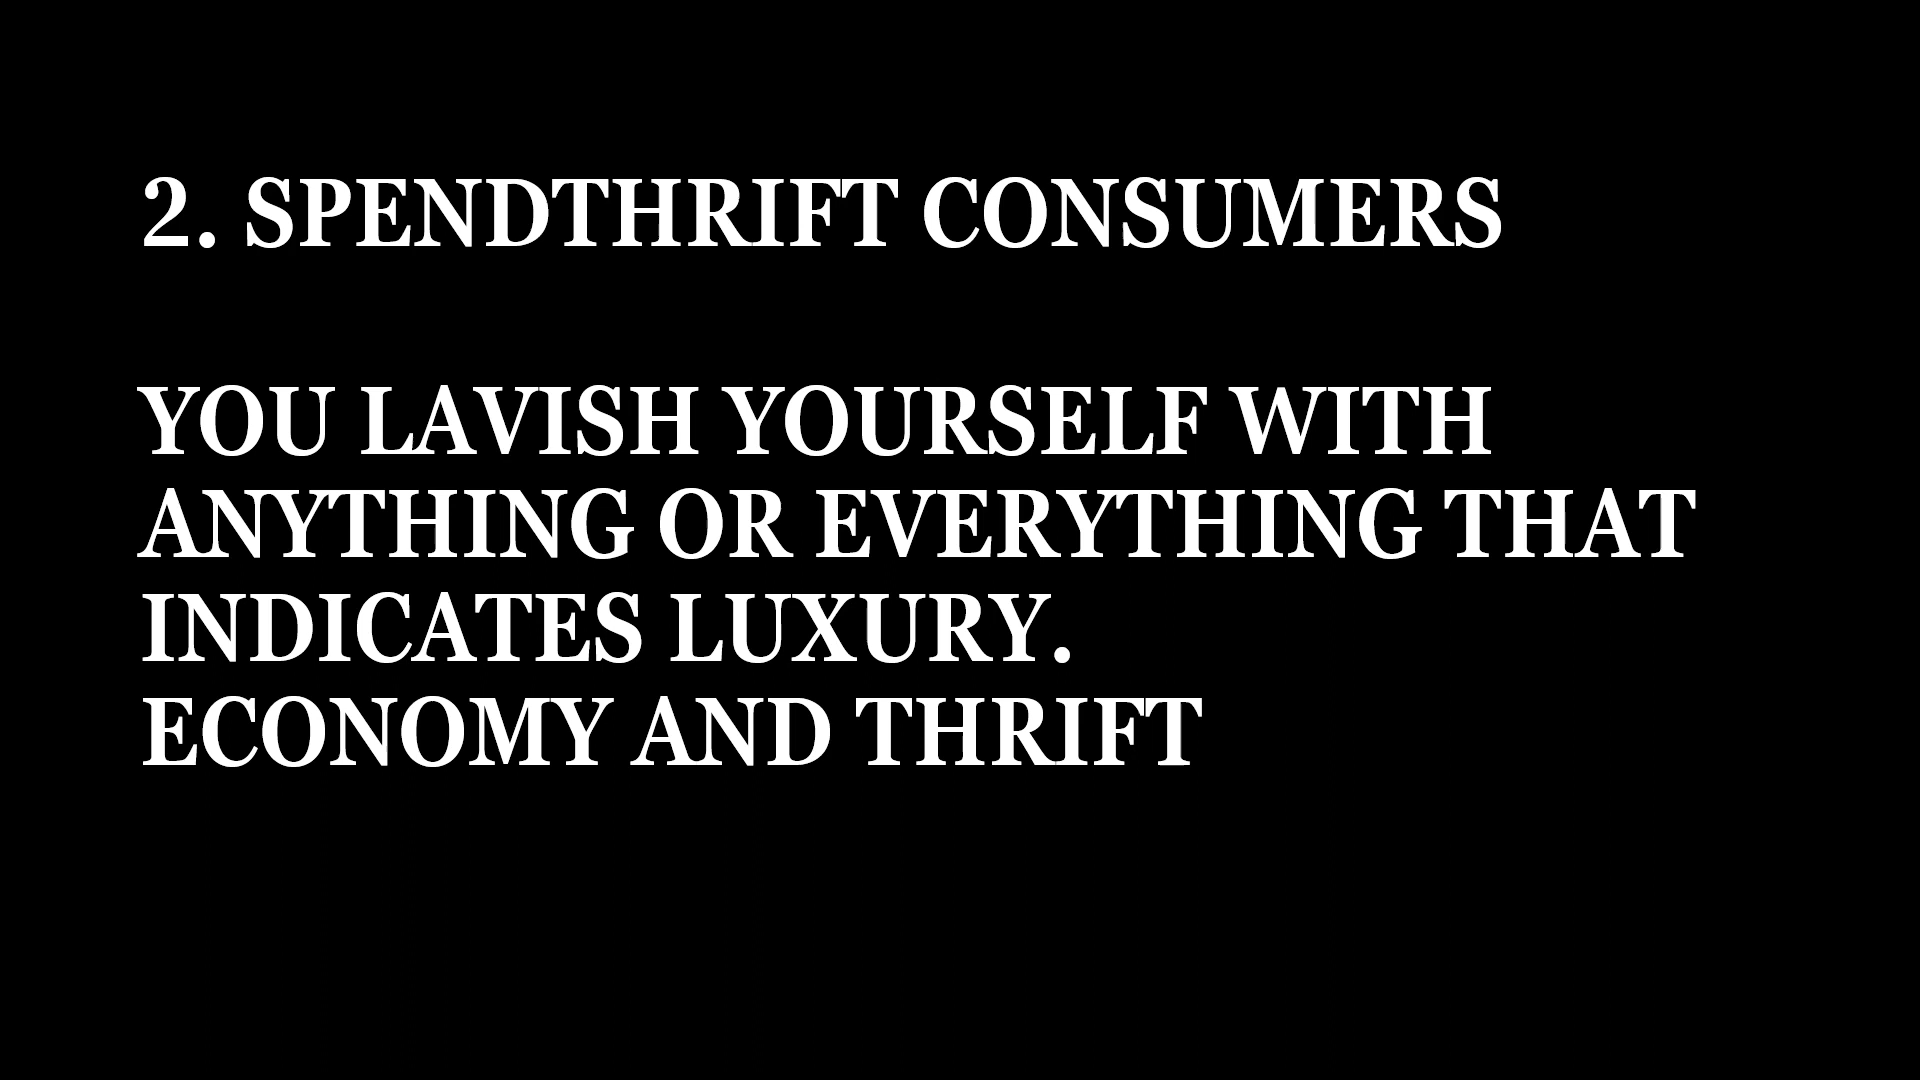 2. SPENDTHRIFT CONSUMERS
YOU LAVISH YOURSELF WITH
ANYTHING OR EVERYTHING THAT
INDICATES LUXURY.
ECONOMY AND THRIFT